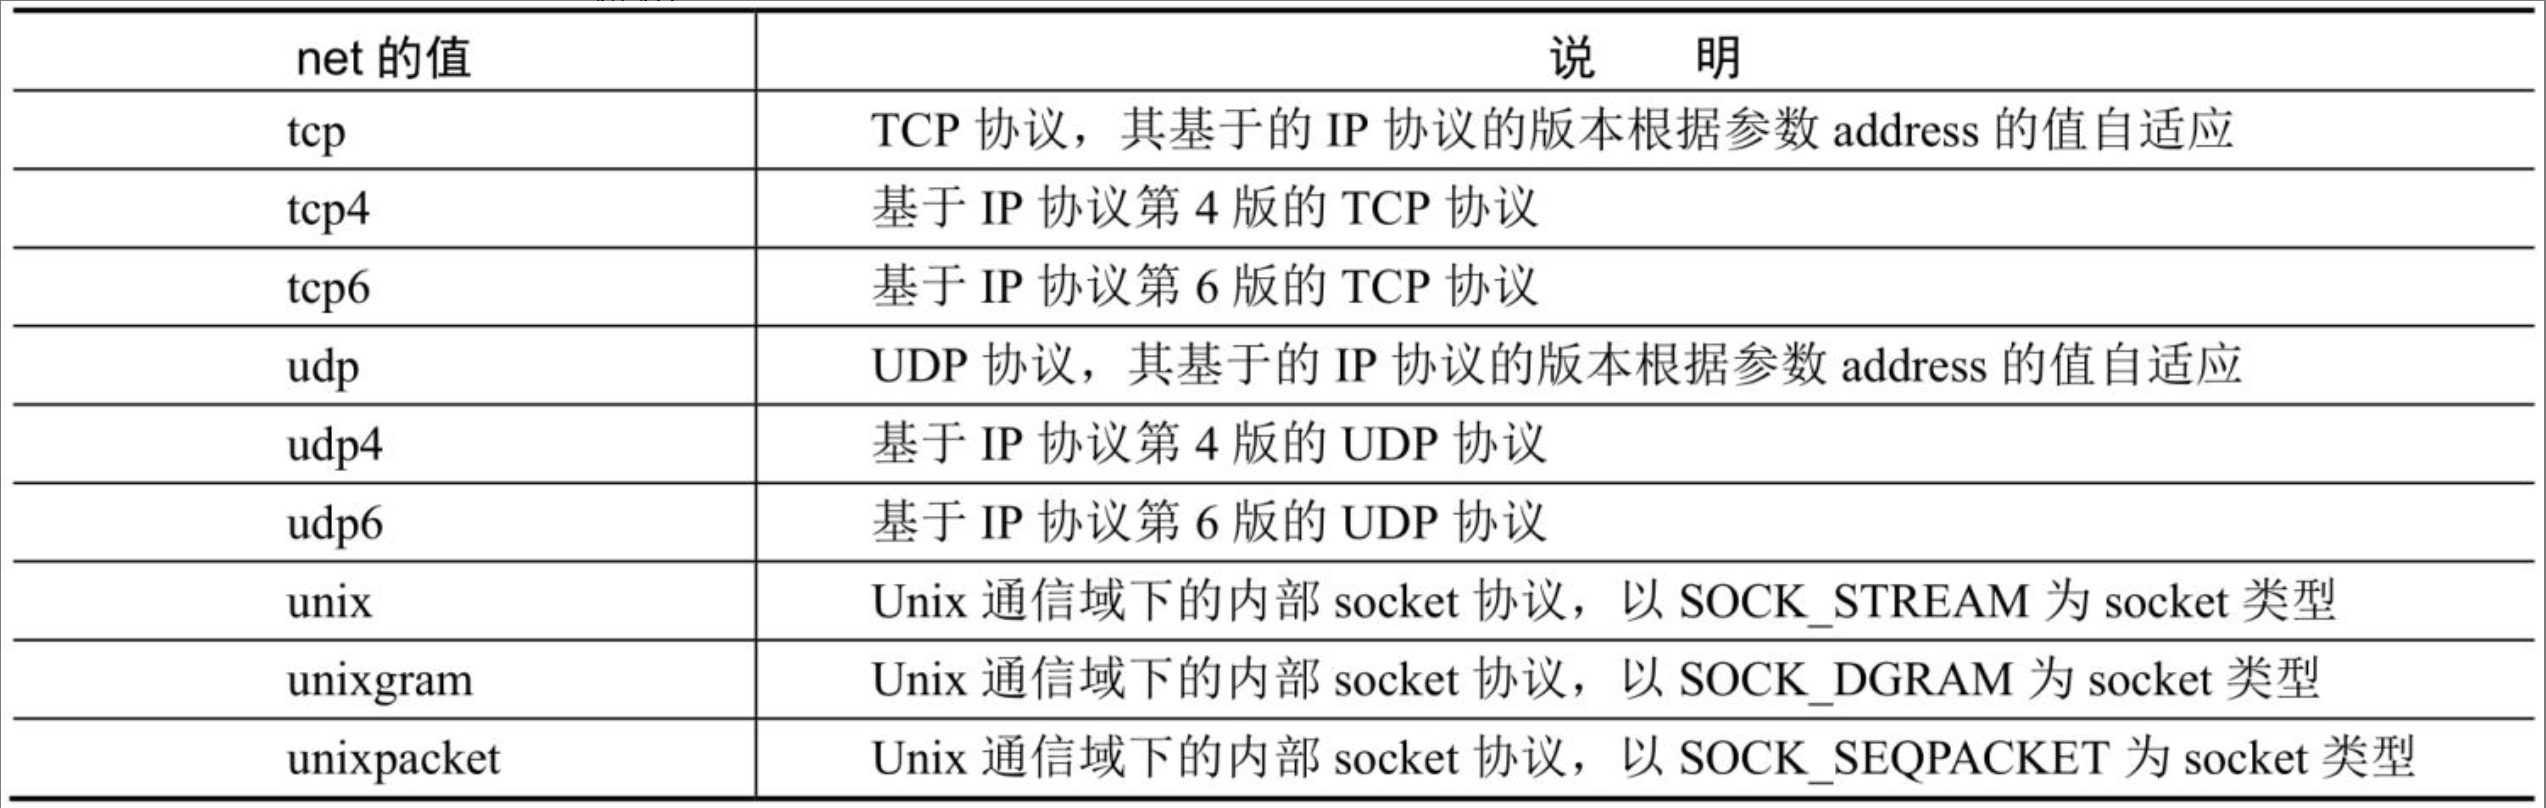 net 的值 说 明
tcp TCP 协议，其基于的 IP 协议的版本根据参数 address 的值自适应
tcp4 基于 IP 协议第 4 版的 TCP 协议
tcp6 基于 IP 协议第 6 版的 TCP 协议
udp UDP 协议，其基于的 IP 协议的版本根据参数 address 的值自适应
udp4 基于 IP 协议第 4 版的 UDP 协议
udp6 基于 IP 协议第 6 版的 UDP 协议
unix Unix 通信域下的内部 socket 协议，以 SOCK_STREAM 为 socket 类型
unixgram Unix 通信域下的内部 socket 协议，以 SOCK_DGRAM 为 socket 类型
unixpacket Unix 通信域下的内部 socket 协议，以 SOCK_SEQPACKET 为 socket 类型